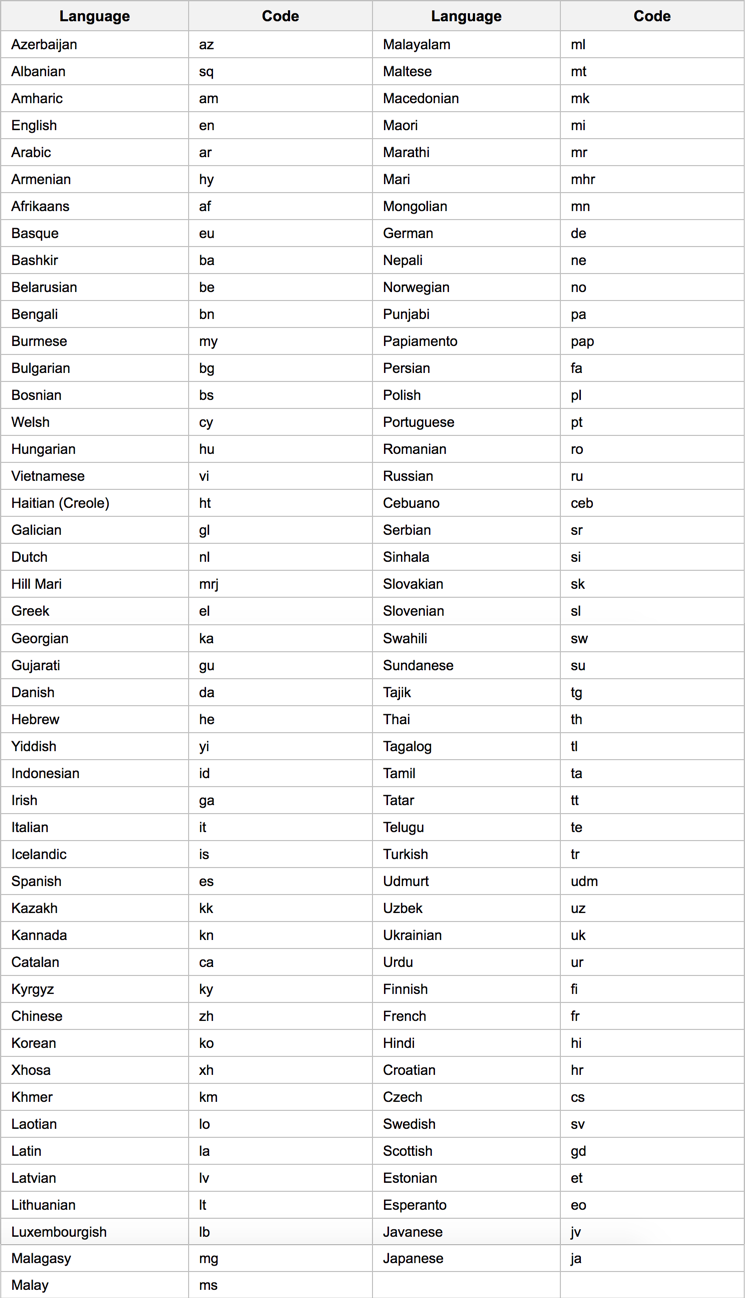 Language Code Language Code
Azerbaijan az Malayalam ml
Albanian sq Maltese mt
Amharic am Macedonian mk
English en Maori mi
Arabic ar Marathi mr
Armenian hy Mari mhr
Afrikaans af Mongolian mn
Basque eu German de
Bashkir ba Nepali ne
Belarusian be Norwegian no
Bengali bn Punjabi pa
Burmese my Papiamento pap
Bulgarian bg Persian fa
Bosnian bs Polish pl
Welsh cy Portuguese pt
Hungarian hu Romanian ro
Vietnamese vi Russian ru
Haitian (Creole) ht Cebuano ceb
Galician gl Serbian sr
Dutch nl Sinhala si
Hill Mari mrj Slovakian sk
Greek el Slovenian sl
Georgian ka Swahili sw
Gujarati gu Sundanese su
Danish da Tajik tg
Hebrew he Thai th
Yiddish yi Tagalog tl
Indonesian id Tamil ta
Irish ga Tatar tt
Italian it Telugu te
Icelandic is Turkish tr
Spanish es Udmurt udm
Kazakh kk Uzbek uz
Kannada kn Ukrainian uk
Catalan ca Urdu ur
Kyrgyz ky Finnish fi
Chinese zh French fr
Korean ko Hindi hi
Xhosa xh Croatian hr
Khmer km Czech cs
Laotian lo Swedish sv
Latin la Scottish gd
Latvian lv Estonian et
Lithuanian lt Esperanto eo
Luxembourgish lb Javanese jv
Malagasy mg Japanese ja
Malay ms